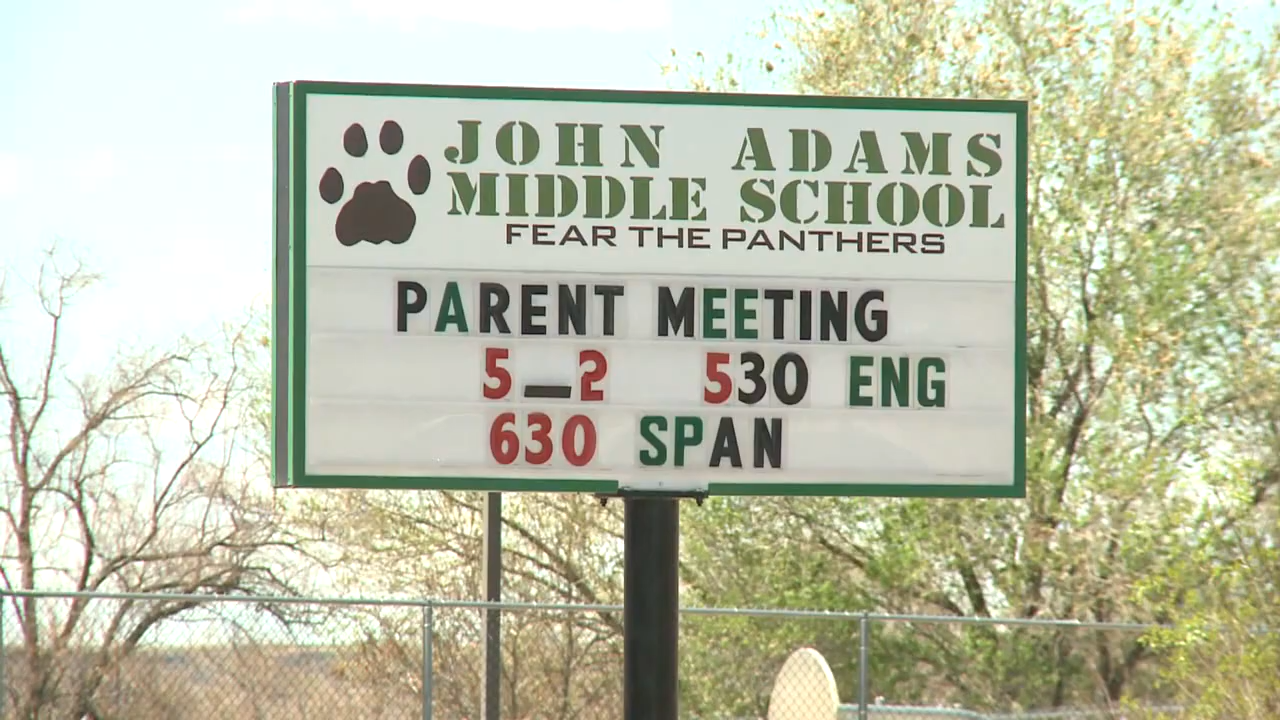 JOHN ADAMS
MIDDLE SCHOOL
FEAR THE PANTHERS
PARENT MEETING
5_2 530 ENG
630 SPAN